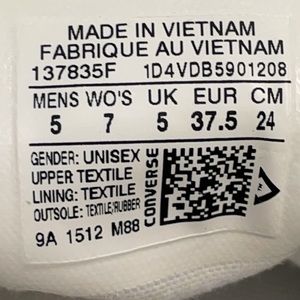 MADE IN VIETNAM
FABRIQUE AU VIETNAM
137835F 1D4VDB5901208
MENS WO'S UK EUR CM
5 7 5 37.5 24
GENDER: UNISEX
UPPER TEXTILE
LINING: TEXTILE
OUTSOLE: TEXTILE/RUBBER
9A 1512 M88
CONVERSE